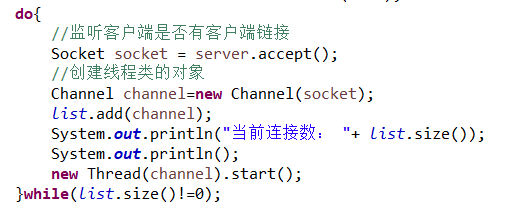 do{
//监听客户端是否有客户端链接
Socket socket = server.accept();
//创建线程类的对象
Channel channel=new Channel(socket);
list.add(channel);
System.out.println("当前连接数： "+ list.size());
System.out.println();
new Thread(channel).start();
}while(list.size()!=0);